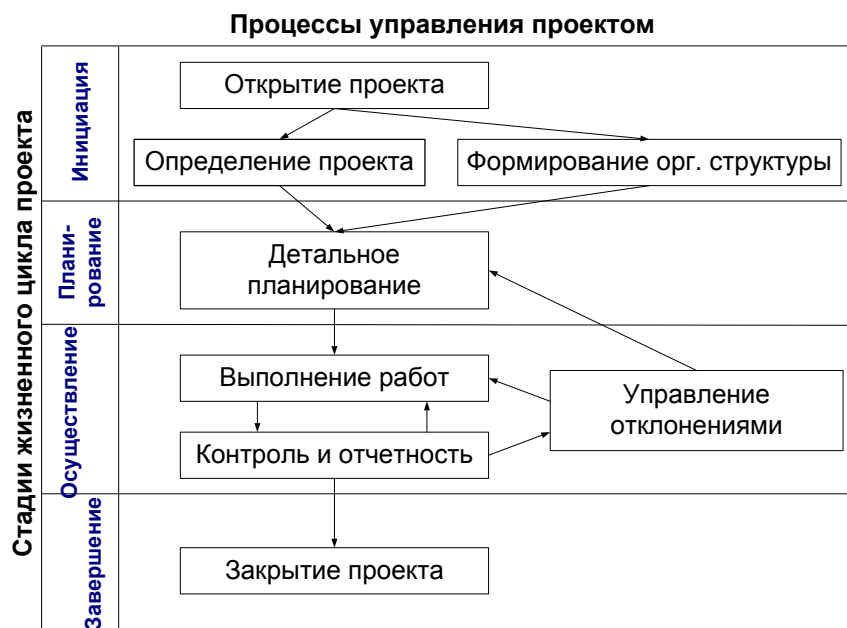 Процессы управления проектом
Стадии жизненного цикла проекта
Инициация
Открытие проекта
Определение проекта
Формирование орг. структуры
Плани-
рование
Детальное
планирование
Осуществление
Выполнение работ
Управление
отклонениями
Контроль и отчетность
Завершение
Закрытие проекта